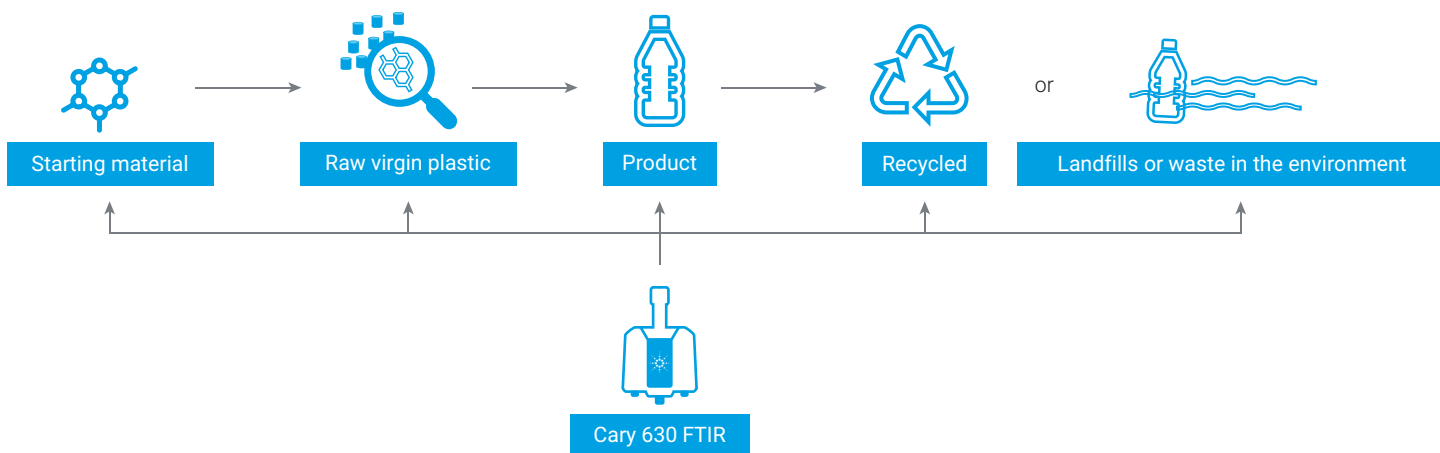 or
Starting material
Raw virgin plastic
Product
Recycled
Landfills or waste in the environment
Cary 630 FTIR